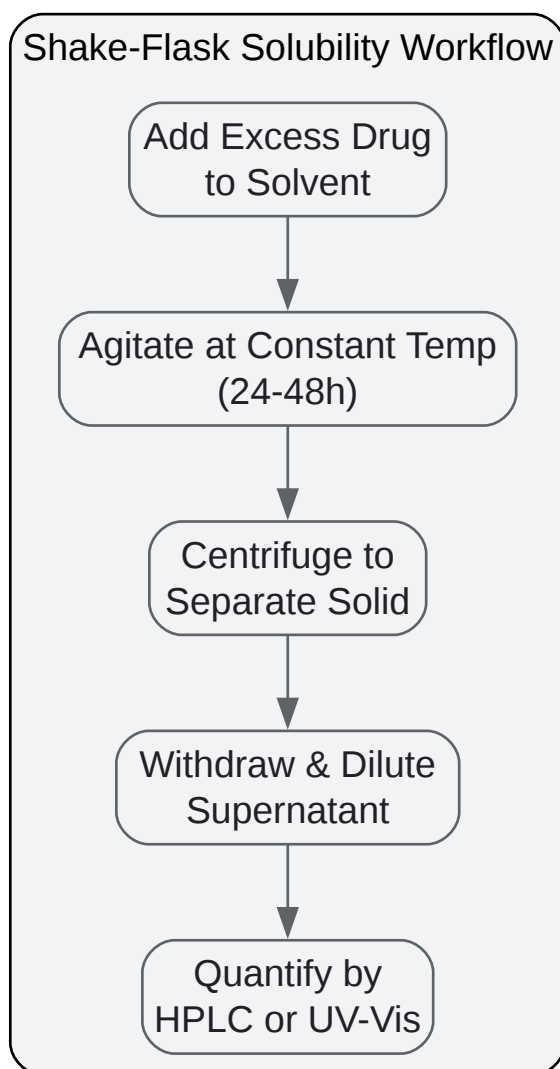 Shake-Flask Solubility Workflow
Add Excess Drug
to Solvent
Agitate at Constant Temp
(24-48h)
Centrifuge to
Separate Solid
Withdraw & Dilute
Supernatant
Quantify by
HPLC or UV-Vis